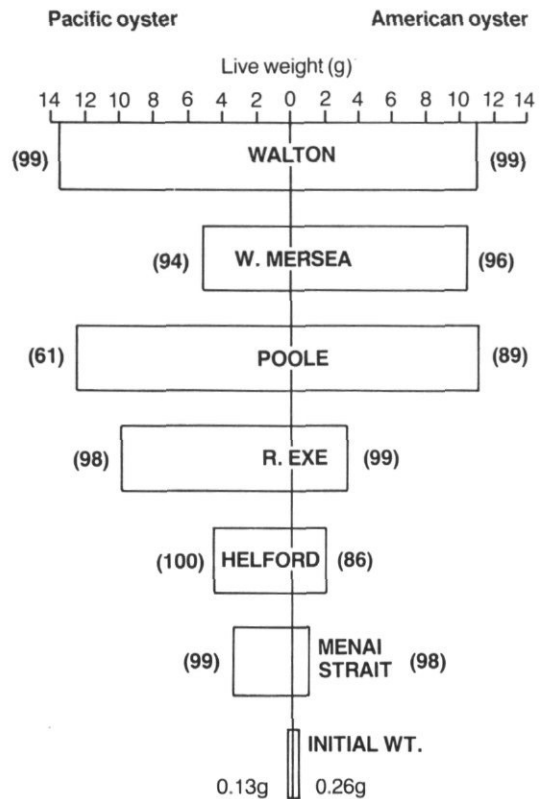 Pacific oyster American oyster
Live weight (g)
14 12 10 8 6 4 2 0 2 4 6 8 10 12 14
(99) WALTON (99)
(94) W. MERSEA (96)
(61) POOLE (89)
(98) R. EXE (99)
(100) HELFORD (86)
(99) MENAI STRAIT (98)
INITIAL WT.
0.13g 0.26g